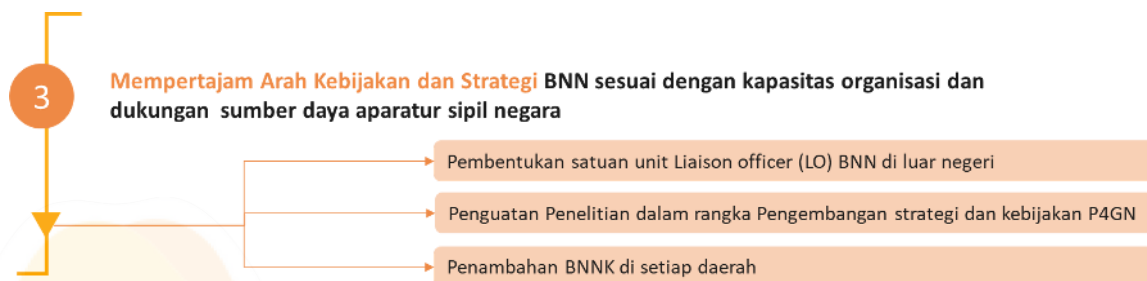 3
Mempertajam Arah Kebijakan dan Strategi BNN sesuai dengan kapasitas organisasi dan
dukungan sumber daya aparatur sipil negara
Pembentukan satuan unit Liaison officer (LO) BNN di luar negeri
Penguatan Penelitian dalam rangka Pengembangan strategi dan kebijakan P4GN
Penambahan BNNK di setiap daerah